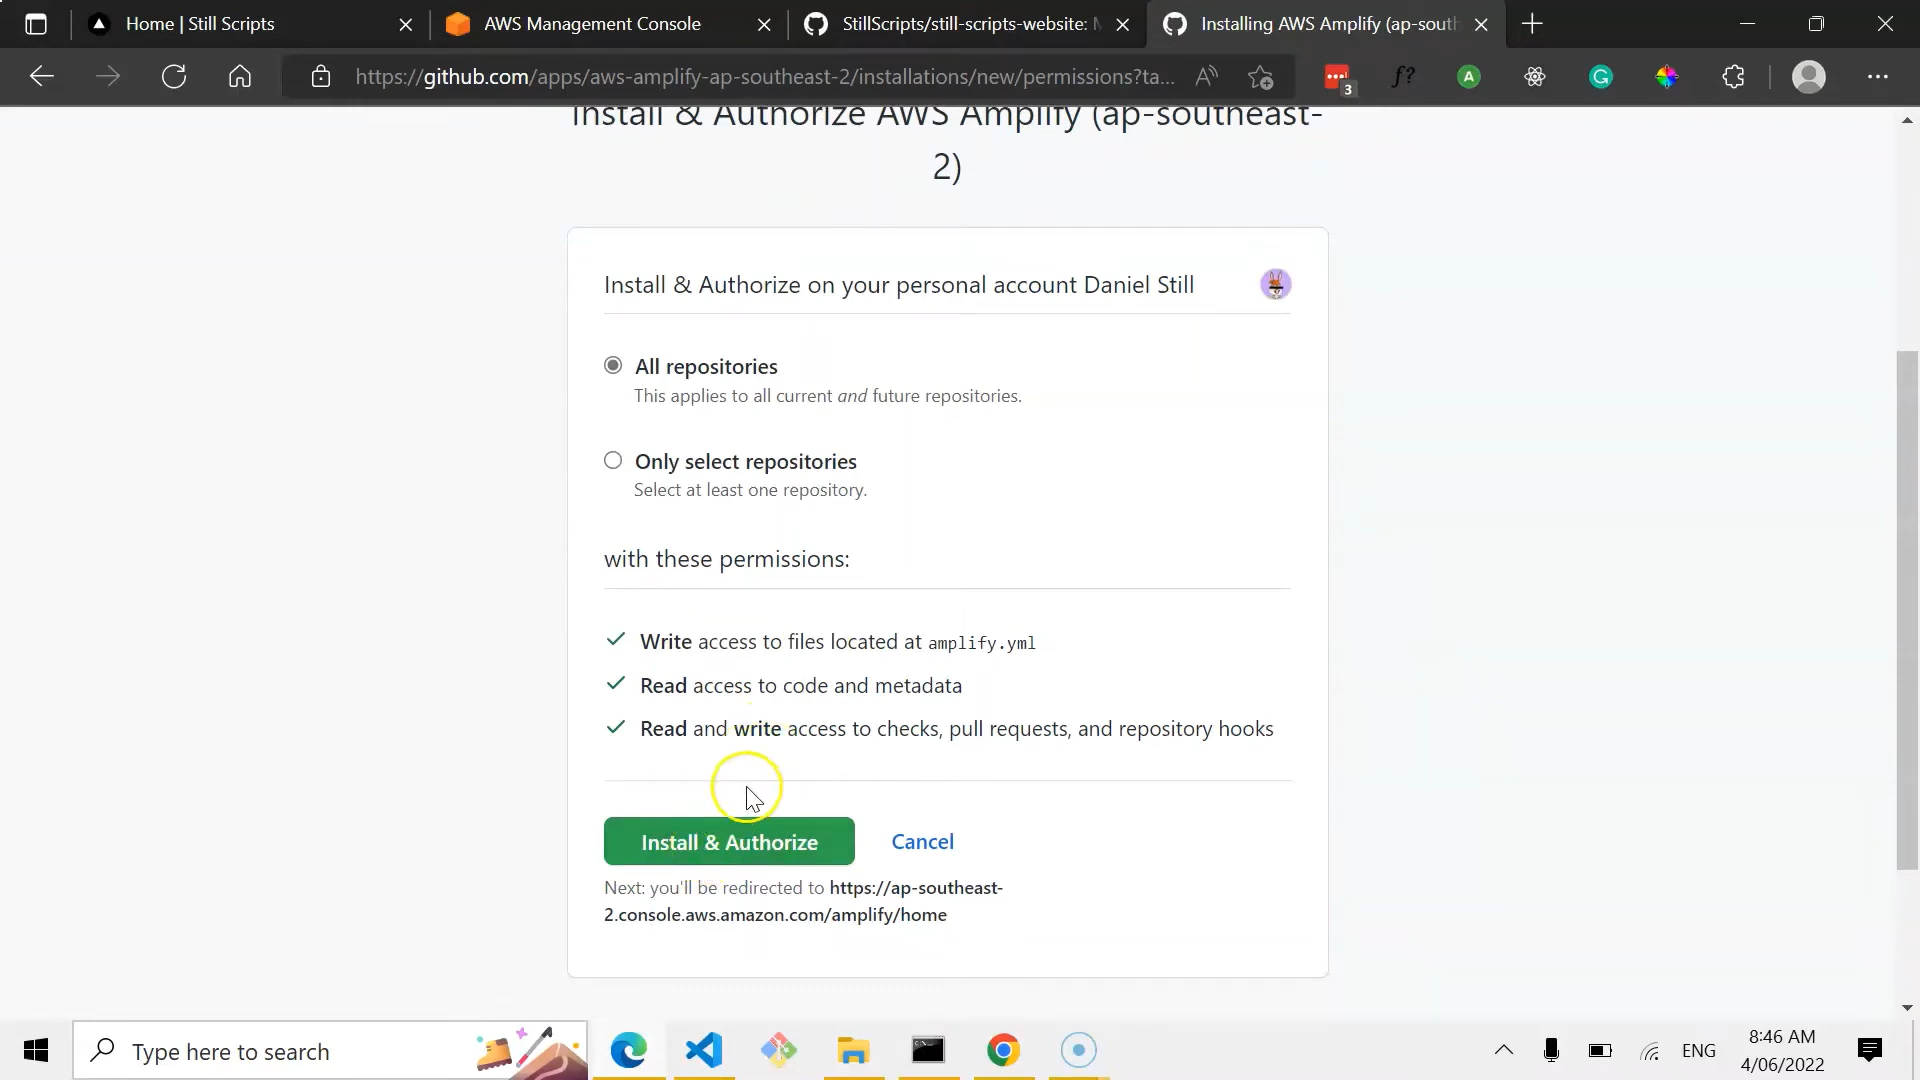 Home | Still Scripts
AWS Management Console
StillScripts/still-scripts-website:
Installing AWS Amplify (ap-south
https://github.com/apps/aws-amplify-ap-southeast-2/installations/new/permissions?ta...
3
f?
A
Install & Authorize AWS Amplify (ap-southeast-
2)
Install & Authorize on your personal account Daniel Still
All repositories
This applies to all current and future repositories.
Only select repositories
Select at least one repository.
with these permissions:
Write access to files located at amplify.yml
Read access to code and metadata
Read and write access to checks, pull requests, and repository hooks
Install & Authorize
Cancel
Next: you'll be redirected to https://ap-southeast-
2.console.aws.amazon.com/amplify/home
Type here to search
ENG
8:46 AM
4/06/2022